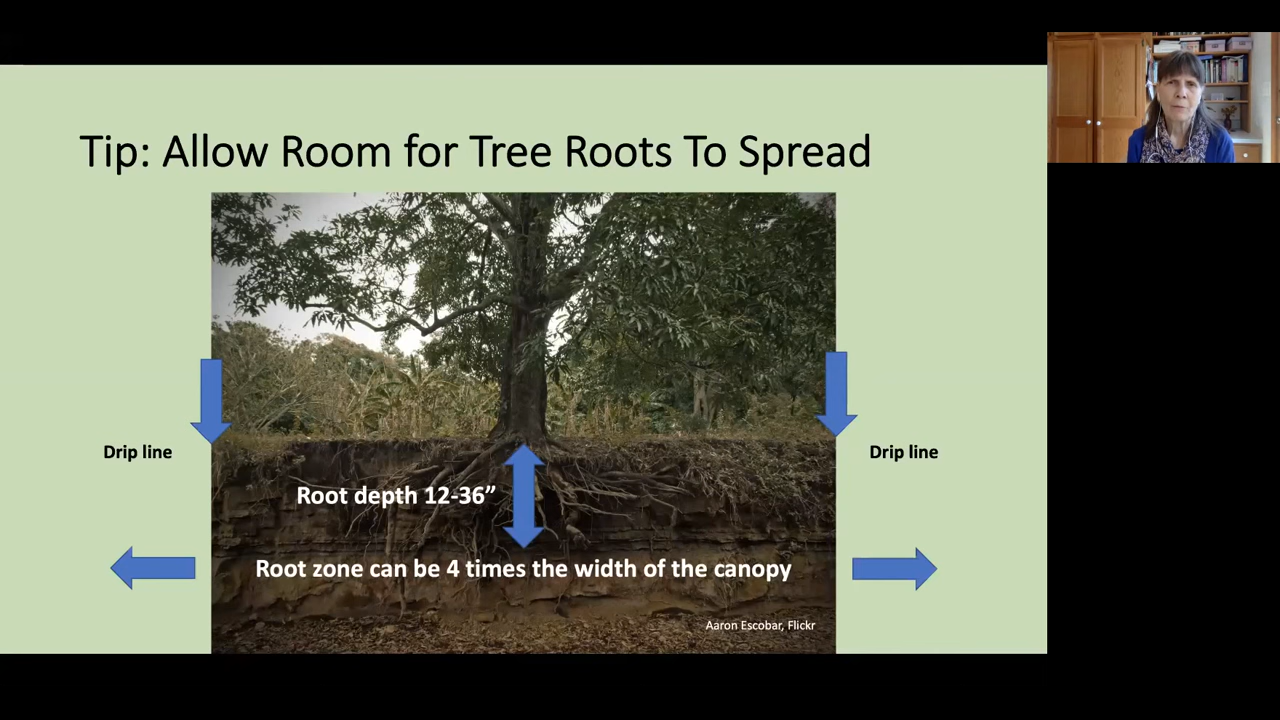 Tip: Allow Room for Tree Roots To Spread
Drip line
Drip line
Root depth 12-36”
Root zone can be 4 times the width of the canopy
Aaron Escobar, Flickr